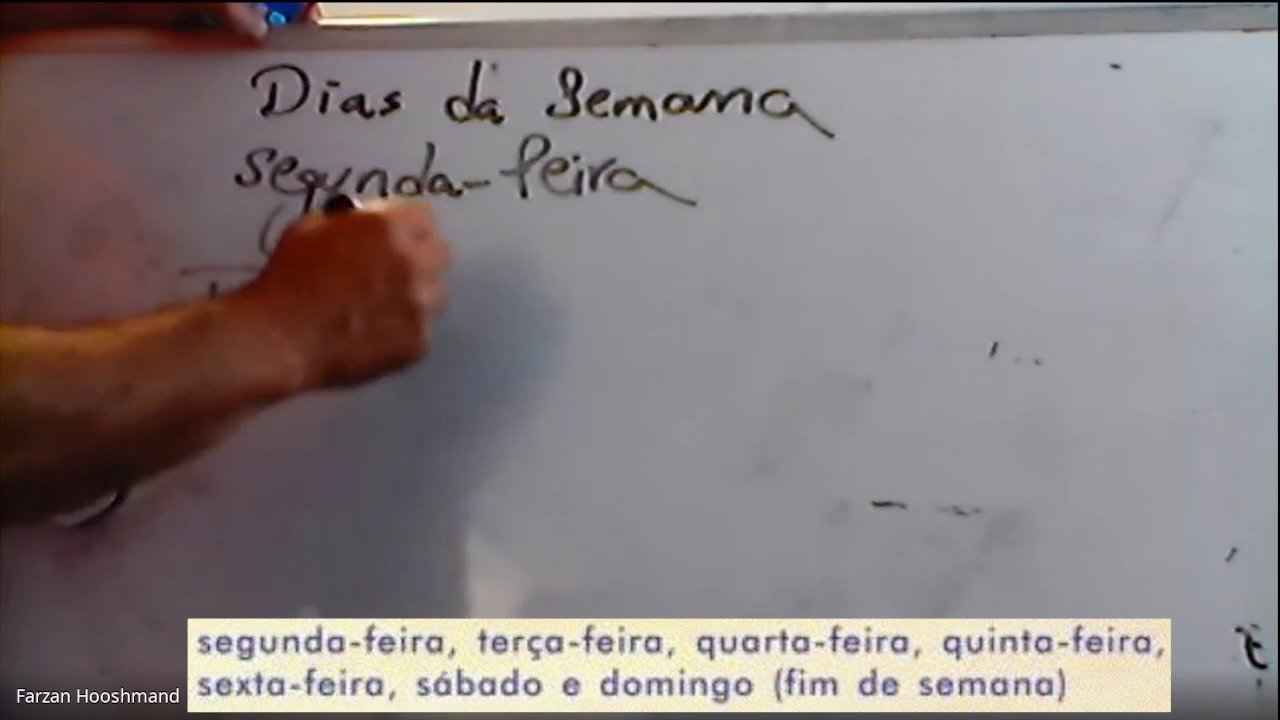 Dias da Semana
segunda-feira
segunda-feira, terça-feira, quarta-feira, quinta-feira,
sexta-feira, sábado e domingo (fim de semana)
Farzan Hooshmand